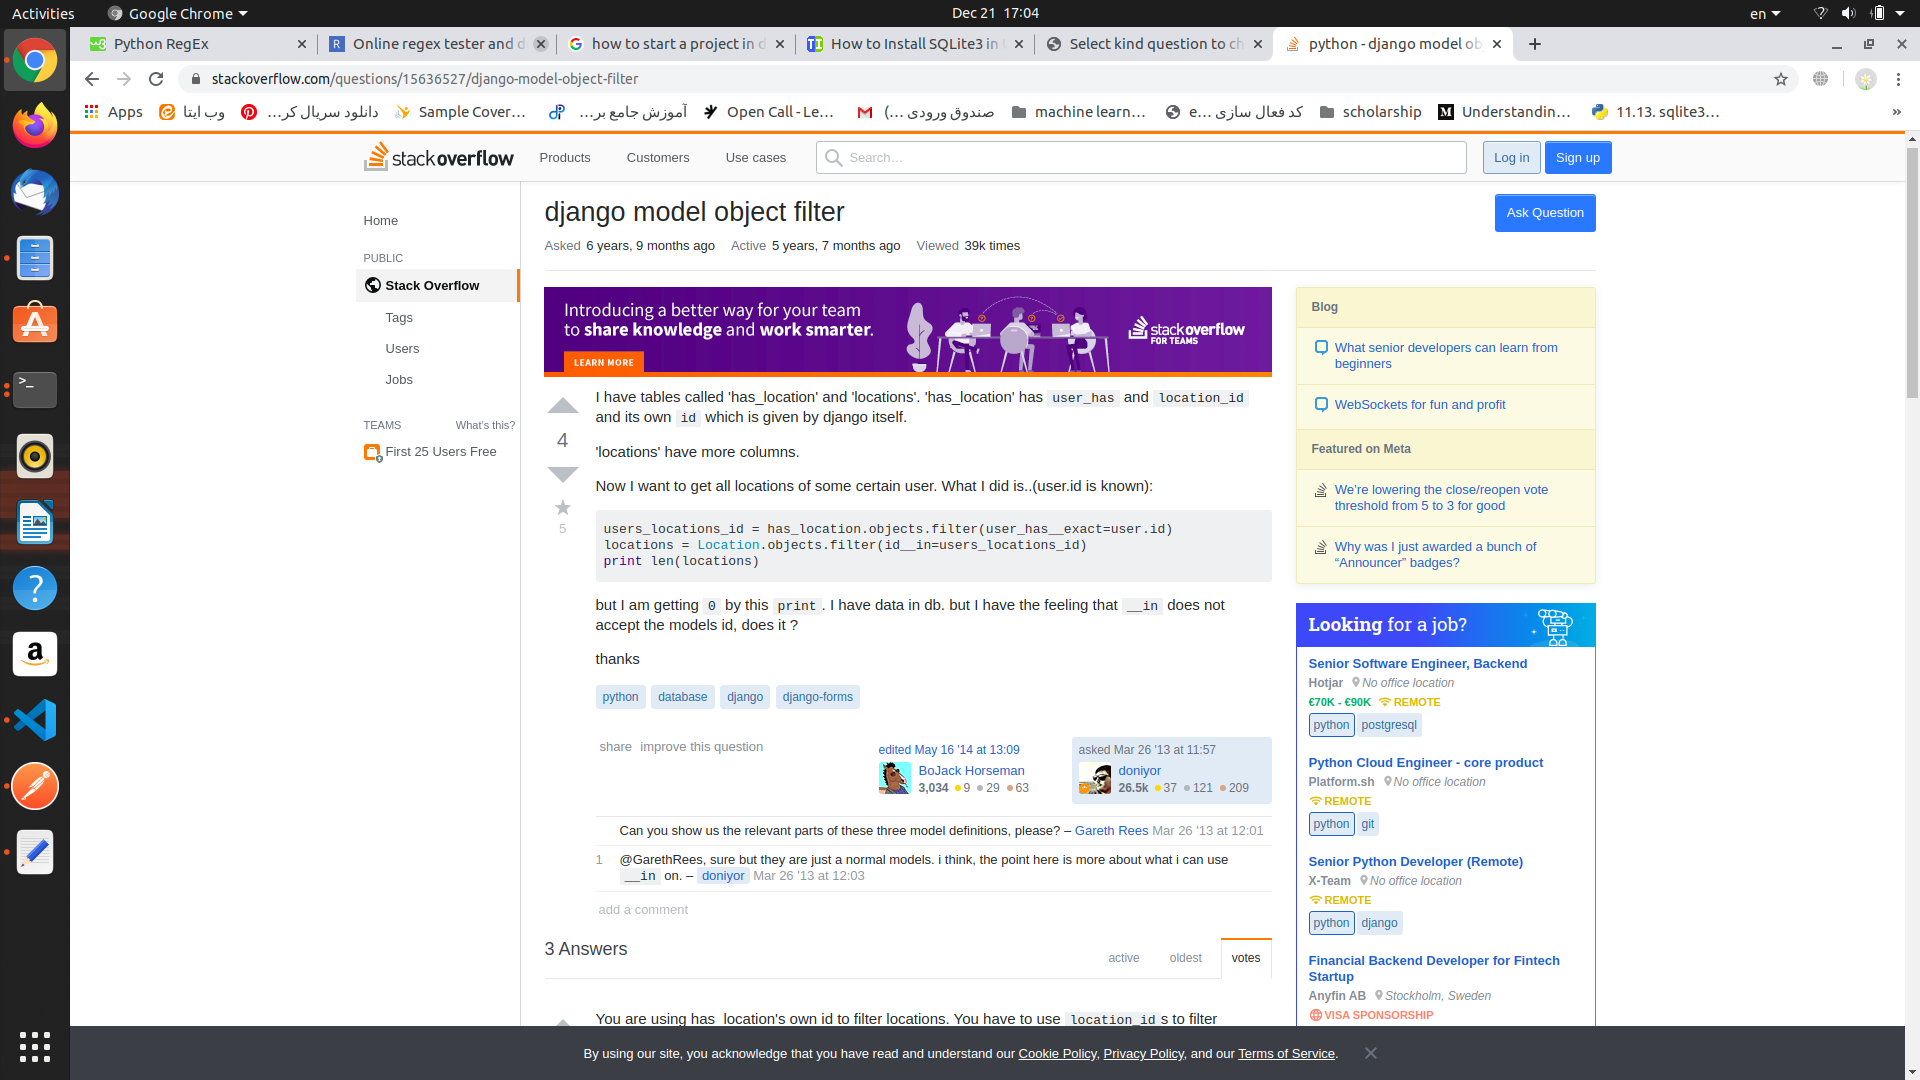 Activities
Google Chrome
Dec 21 17:04
en
Python RegEx
Online regex tester and d
how to start a project in d
How to Install SQLite3 in
Select kind question to ch
python - django model ob
stackoverflow.com/questions/15636527/django-model-object-filter
Apps
وب ایتا
دانلود سریال کر...
Sample Cover...
آموزش جامع بر...
Open Call - Le...
صندوق ورودی ...(
machine learn...
کد فعال سازی ...e
scholarship
Understandin...
11.13. sqlite3...
»
stackoverflow
Products
Customers
Use cases
Search...
Log in
Sign up
Home
PUBLIC
Stack Overflow
Tags
Users
Jobs
TEAMS
What's this?
First 25 Users Free
django model object filter
Ask Question
Asked 6 years, 9 months ago Active 5 years, 7 months ago Viewed 39k times
Introducing a better way for your team
to share knowledge and work smarter.
LEARN MORE
stackoverflow
FOR TEAMS
4
5
I have tables called 'has_location' and 'locations'. 'has_location' has user_has and location_id
and its own id which is given by django itself.
'locations' have more columns.
Now I want to get all locations of some certain user. What I did is..(user.id is known):
users_locations_id = has_location.objects.filter(user_has__exact=user.id)
locations = Location.objects.filter(id__in=users_locations_id)
print len(locations)
but I am getting 0 by this print. I have data in db. but I have the feeling that __in does not
accept the models id, does it ?
thanks
python database django django-forms
share improve this question
edited May 16 '14 at 13:09
BoJack Horseman
3,034 9 29 63
asked Mar 26 '13 at 11:57
doniyor
26.5k 37 121 209
Can you show us the relevant parts of these three model definitions, please? – Gareth Rees Mar 26 '13 at 12:01
1 @GarethRees, sure but they are just a normal models. i think, the point here is more about what i can use
__in on. – doniyor Mar 26 '13 at 12:03
add a comment
3 Answers
active oldest votes
You are using has_location's own id to filter locations. You have to use location_ids to filter
Blog
What senior developers can learn from
beginners
WebSockets for fun and profit
Featured on Meta
We're lowering the close/reopen vote
threshold from 5 to 3 for good
Why was I just awarded a bunch of
“Announcer” badges?
Looking for a job?
Senior Software Engineer, Backend
Hotjar No office location
€70K - €90K REMOTE
python postgresql
Python Cloud Engineer - core product
Platform.sh No office location
REMOTE
python git
Senior Python Developer (Remote)
X-Team No office location
REMOTE
python django
Financial Backend Developer for Fintech
Startup
Anyfin AB Stockholm, Sweden
VISA SPONSORSHIP
By using our site, you acknowledge that you have read and understand our Cookie Policy, Privacy Policy, and our Terms of Service.